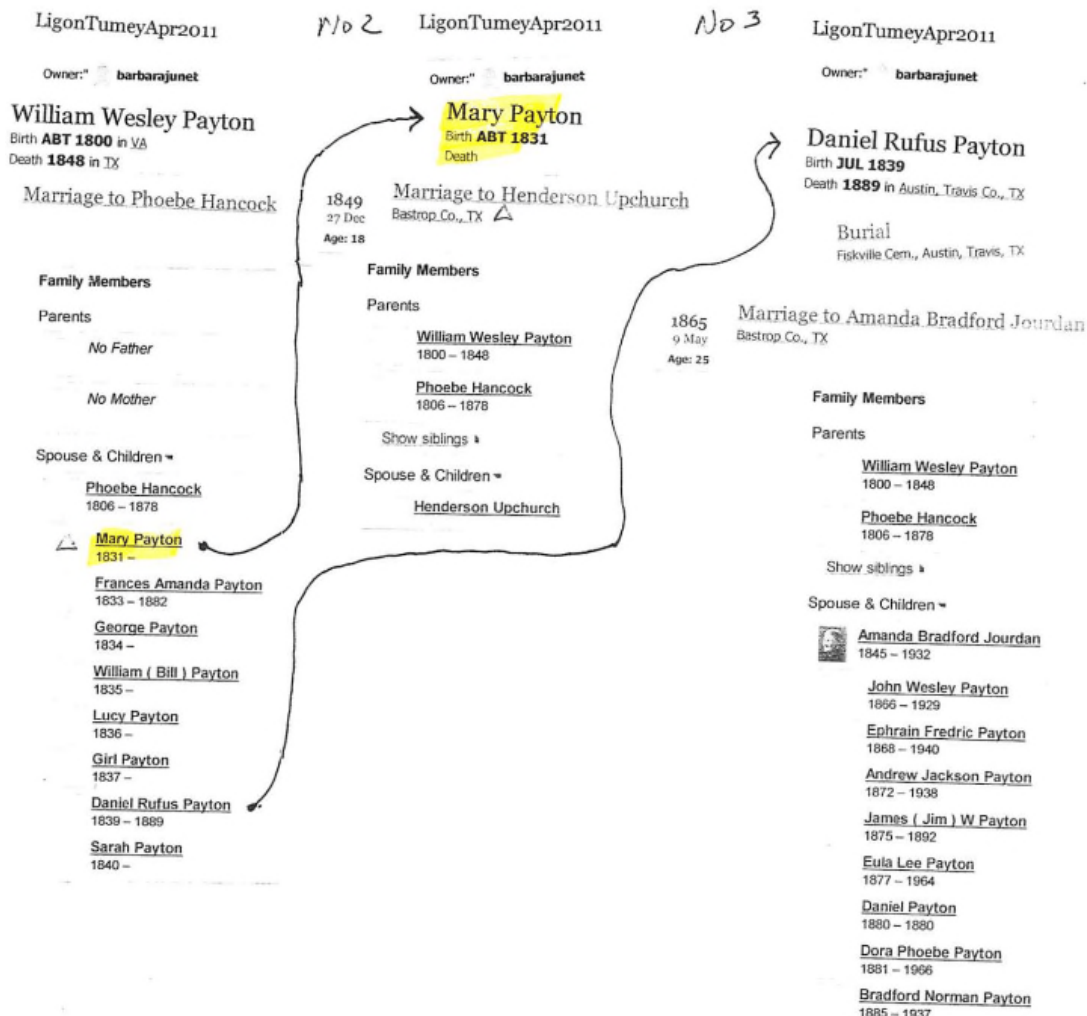 LigonTumeyApr2011
Owner:" barbarajunet
William Wesley Payton
Birth ABT 1800 in VA
Death 1848 in TX
Marriage to Phoebe Hancock
Family Members
Parents
No Father
No Mother
Spouse & Children
Phoebe Hancock
1806 – 1878
Mary Payton
1831 –
Frances Amanda Payton
1833 – 1882
George Payton
1834 –
William ( Bill ) Payton
1835 –
Lucy Payton
1836 –
Girl Payton
1837 –
Daniel Rufus Payton
1839 – 1889
Sarah Payton
1840 –
No 2
LigonTumeyApr2011
Owner:" barbarajunet
Mary Payton
Birth ABT 1831
Death
1849
27 Dec
Age: 18
Marriage to Henderson Upchurch
Bastrop Co., TX
Family Members
Parents
William Wesley Payton
1800 – 1848
Phoebe Hancock
1806 – 1878
Show siblings
Spouse & Children
Henderson Upchurch
No 3
LigonTumeyApr2011
Owner:" barbarajunet
Daniel Rufus Payton
Birth JUL 1839
Death 1889 in Austin, Travis Co., TX
Burial
Fiskville Cem., Austin, Travis, TX
1865
9 May
Age: 25
Marriage to Amanda Bradford Jourdan
Bastrop Co., TX
Family Members
Parents
William Wesley Payton
1800 – 1848
Phoebe Hancock
1806 – 1878
Show siblings
Spouse & Children
Amanda Bradford Jourdan
1845 – 1932
John Wesley Payton
1866 – 1929
Ephrain Fredric Payton
1868 – 1940
Andrew Jackson Payton
1872 – 1938
James ( Jim ) W Payton
1875 – 1892
Eula Lee Payton
1877 – 1964
Daniel Payton
1880 – 1880
Dora Phoebe Payton
1881 – 1966
Bradford Norman Payton
1885 – 1937